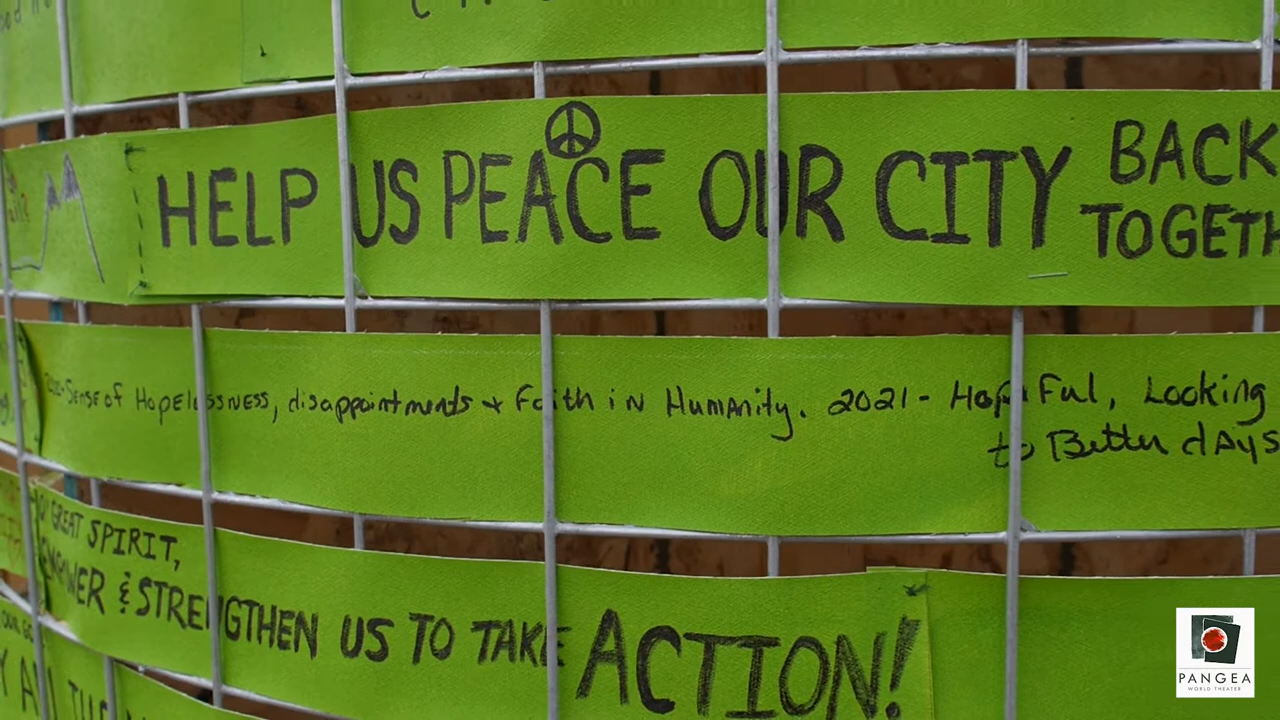 HELP US PEACE OUR CITY BACK
TOGETH
Sense of Hopelessness, disappointments + Faith in Humanity. 2021 - Hopeful, Looking
to Better days
GREAT SPIRIT,
EMPOWER & STRENGTHEN US TO TAKE ACTION!
PANGEA
WORLD THEATER